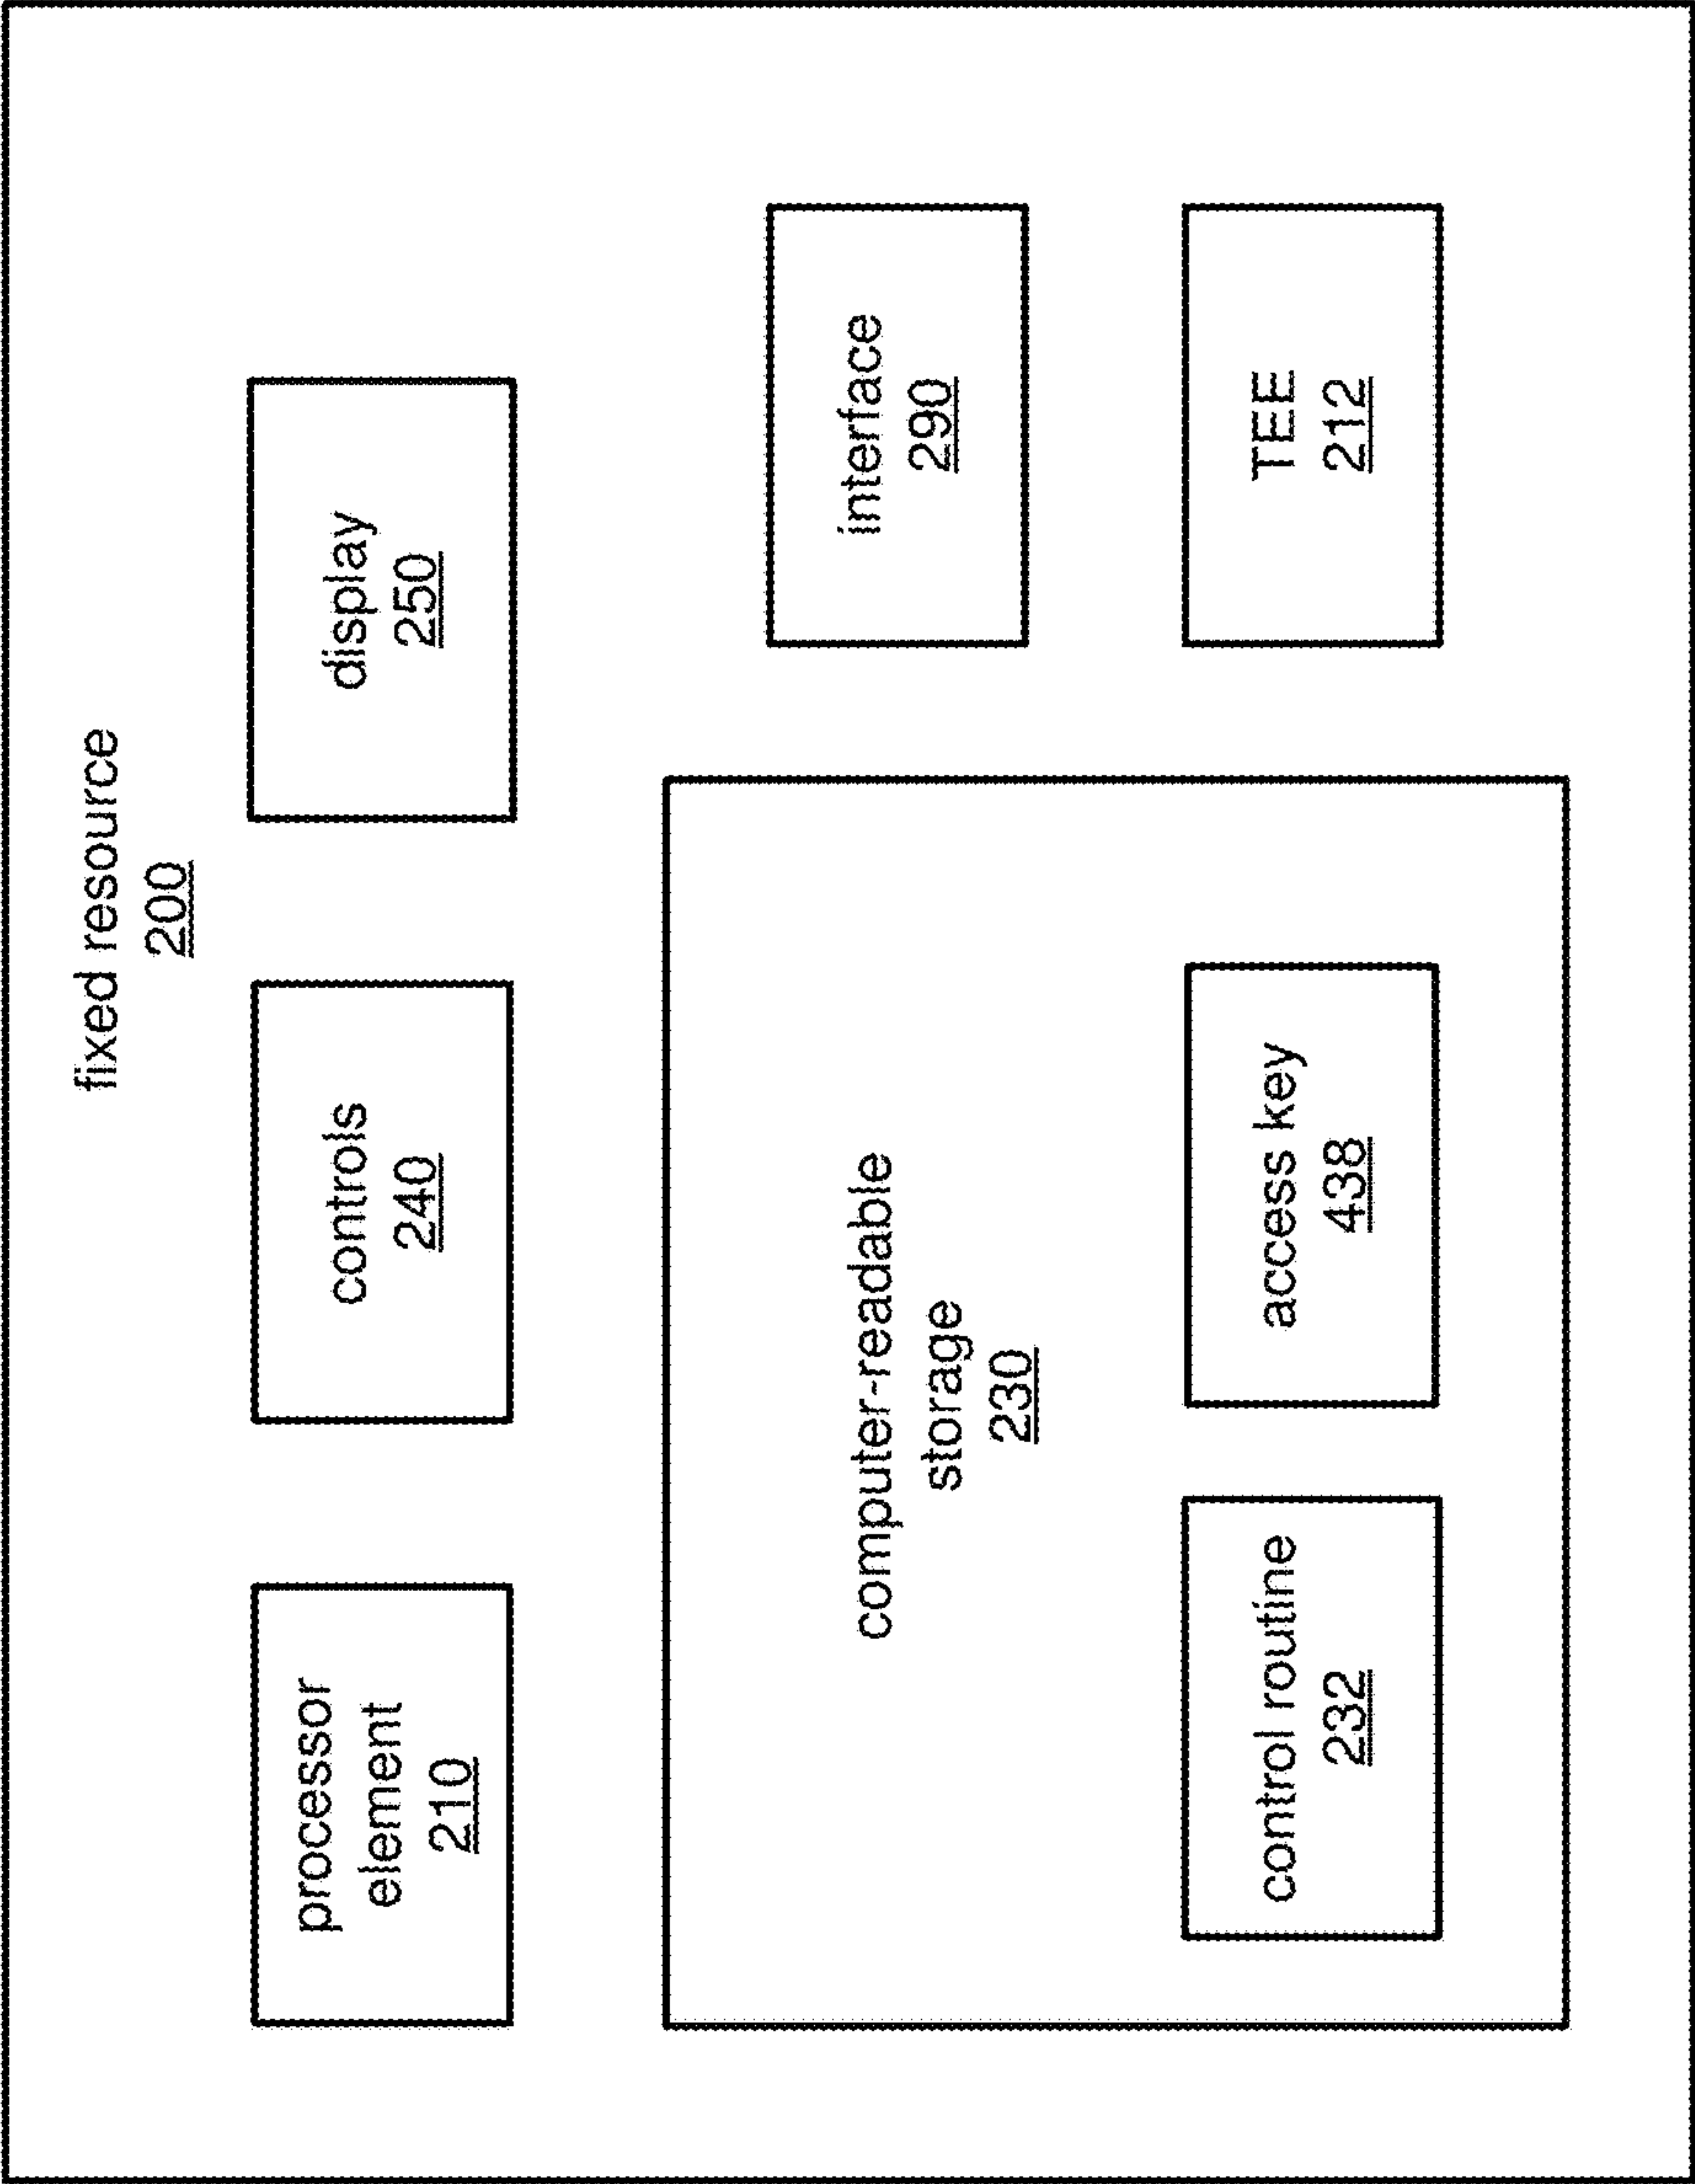 fixed resource
200
processor
element
210
controls
240
display
250
computer-readable
storage
230
control routine
232
access key
438
interface
290
TEE
212